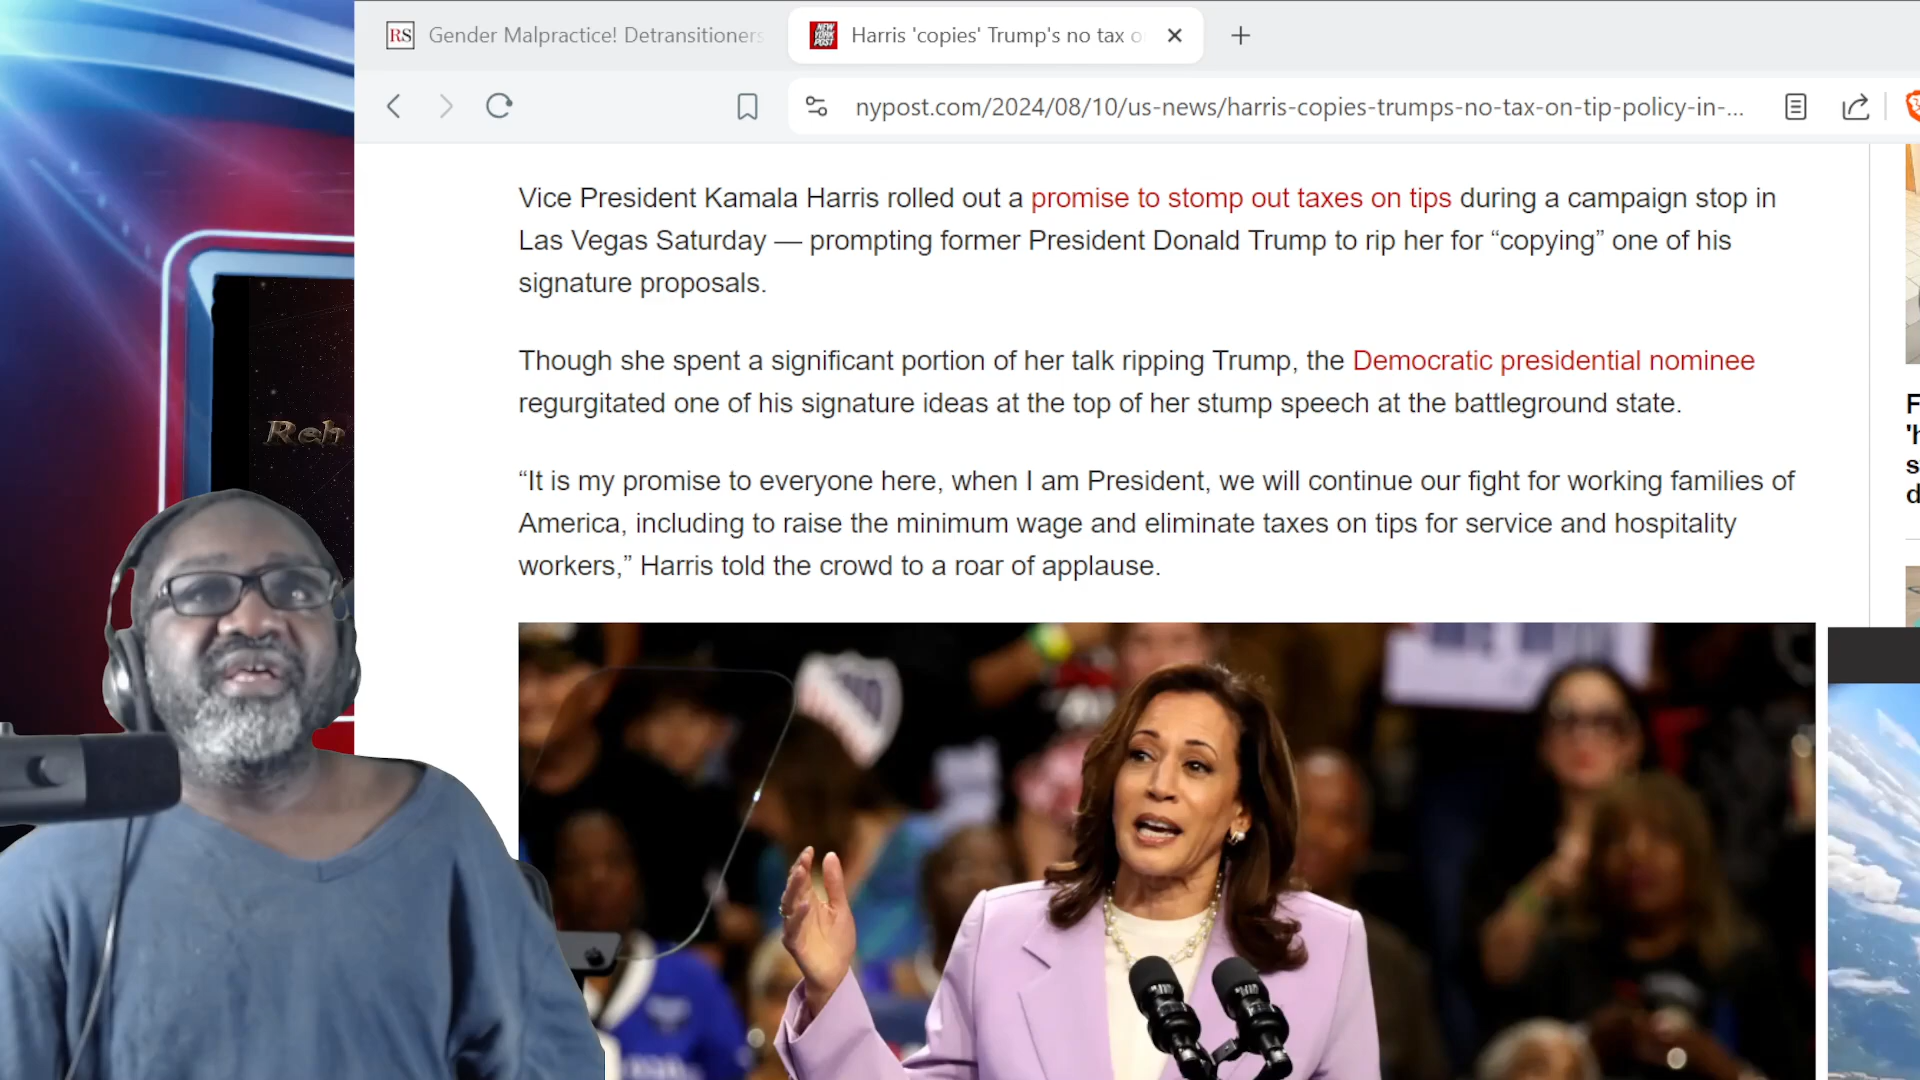 RS Gender Malpractice! Detransitioners
NEW YORK POST Harris 'copies' Trump's no tax o
nypost.com/2024/08/10/us-news/harris-copies-trumps-no-tax-on-tip-policy-in-...
Vice President Kamala Harris rolled out a promise to stomp out taxes on tips during a campaign stop in
Las Vegas Saturday — prompting former President Donald Trump to rip her for “copying” one of his
signature proposals.
Though she spent a significant portion of her talk ripping Trump, the Democratic presidential nominee
regurgitated one of his signature ideas at the top of her stump speech at the battleground state.
“It is my promise to everyone here, when I am President, we will continue our fight for working families of
America, including to raise the minimum wage and eliminate taxes on tips for service and hospitality
workers,” Harris told the crowd to a roar of applause.
Reb